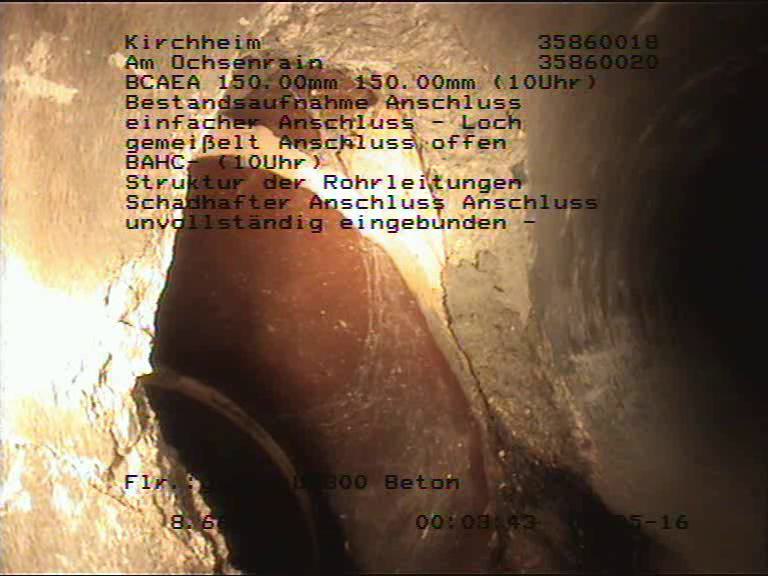 Kirchheim 35860018
Am Ochsenrain 35860020
BCAEA 150.00mm 150.00mm (10Uhr)
Bestandsaufnahme Anschluss
einfacher Anschluss - Loch
gemeißelt Anschluss offen
BAHC- (10Uhr)
Struktur der Rohrleitungen
Schadhafter Anschluss Anschluss
unvollständig eingebunden -
Flr.: 300 Beton
00:03:43